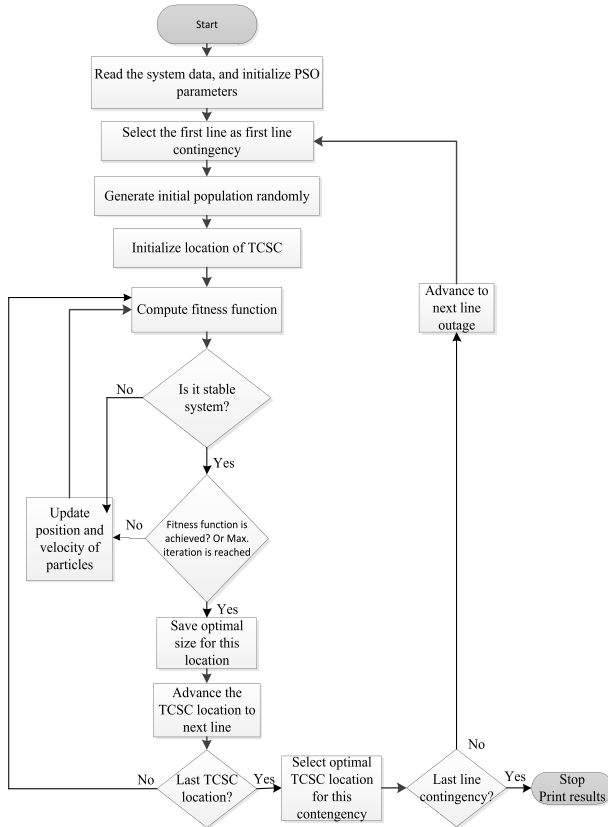 Start
Read the system data, and initialize PSO
parameters
Select the first line as first line
contingency
Generate initial population randomly
Initialize location of TCSC
Compute fitness function
Advance to
next line
outage
Is it stable
system?
No
Yes
Update
position and
velocity of
particles
No
Fitness function is
achieved? Or Max.
iteration is reached
Yes
Save optimal
size for this
location
Advance the
TCSC location to
next line
No
Last TCSC
location?
Yes
Select optimal
TCSC location
for this
contengency
No
Last line
contingency?
Yes
Stop
Print results